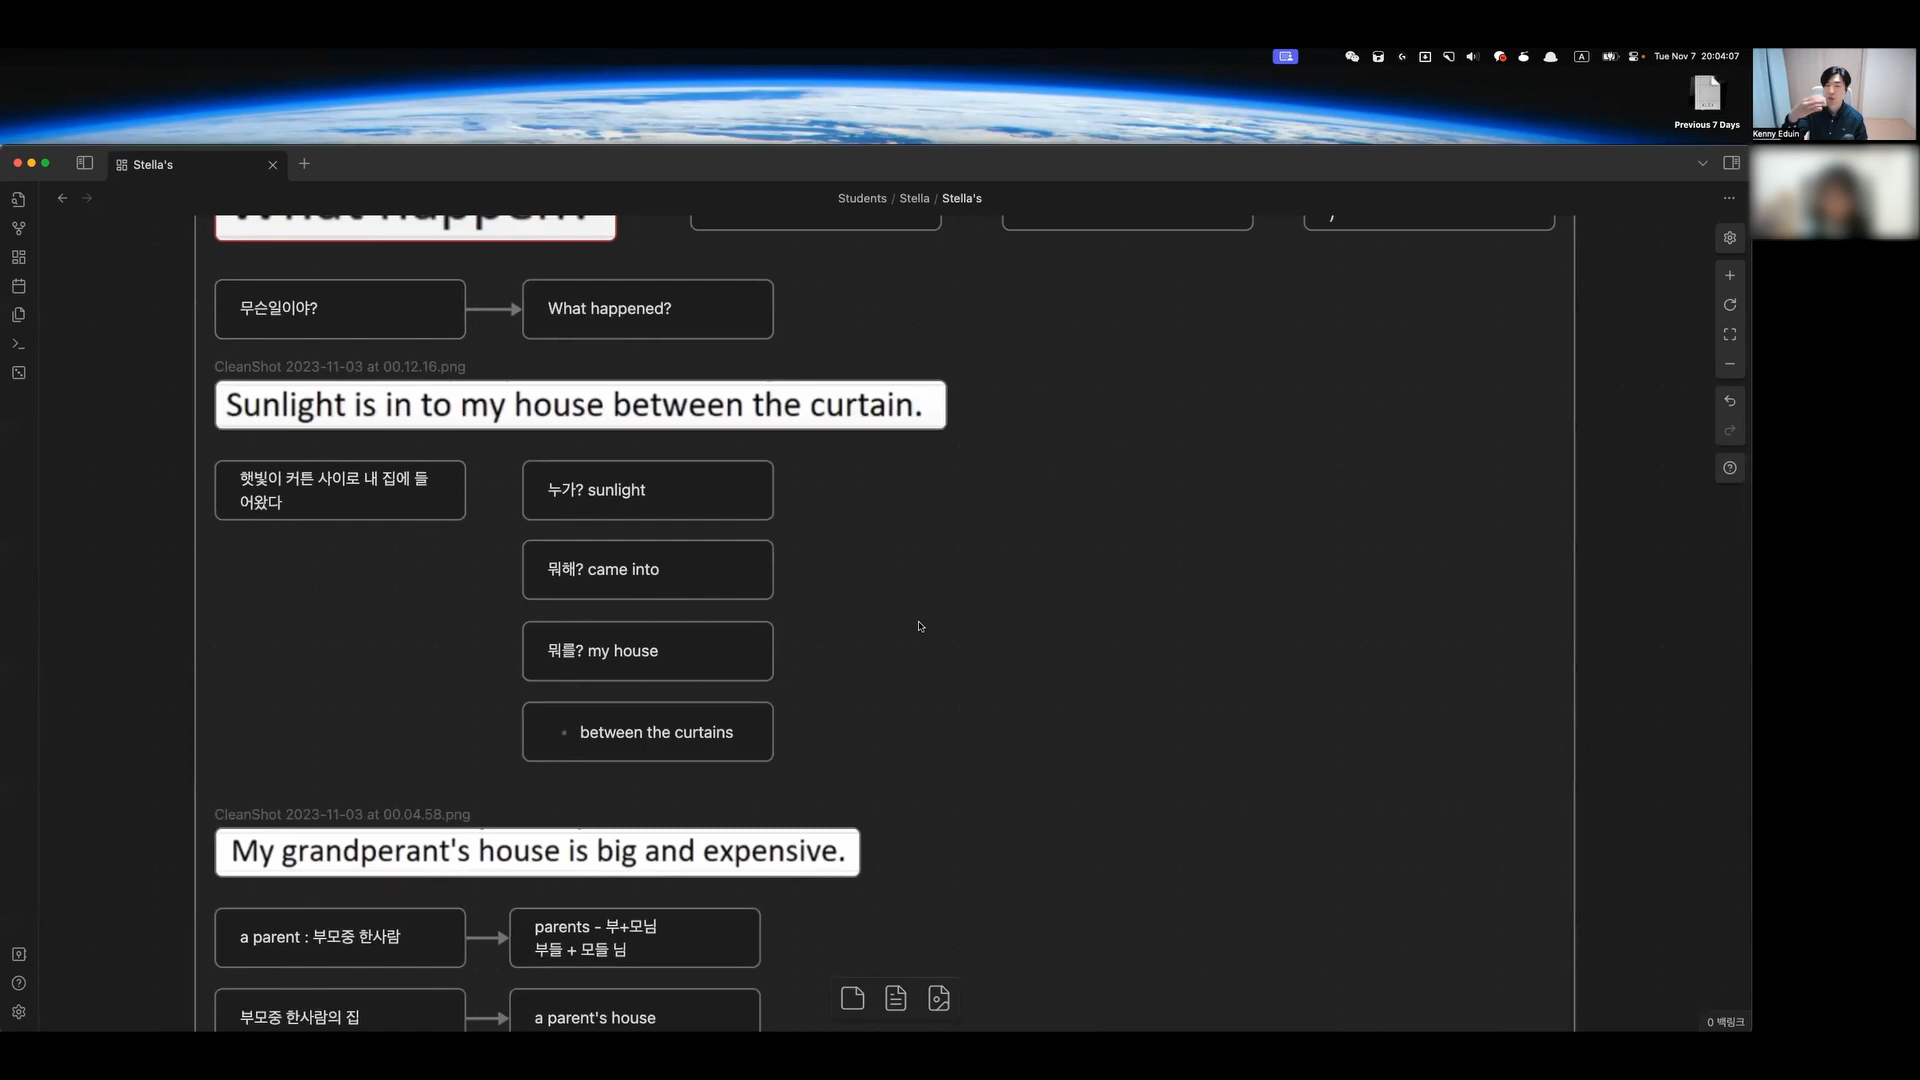 Tue Nov 7 20:04:07
Previous 7 Days
Kenny Eduin
Stella's
Students / Stella / Stella's
What happen?
무슨일이야?
What happened?
CleanShot 2023-11-03 at 00.12.16.png
Sunlight is in to my house between the curtain.
햇빛이 커튼 사이로 내 집에 들
어왔다
누가? sunlight
뭐해? came into
뭐를? my house
between the curtains
CleanShot 2023-11-03 at 00.04.58.png
My grandperant's house is big and expensive.
a parent : 부모중 한사람
parents - 부+모님
부들 + 모들 님
부모중 한사람의 집
a parent's house
0 백링크